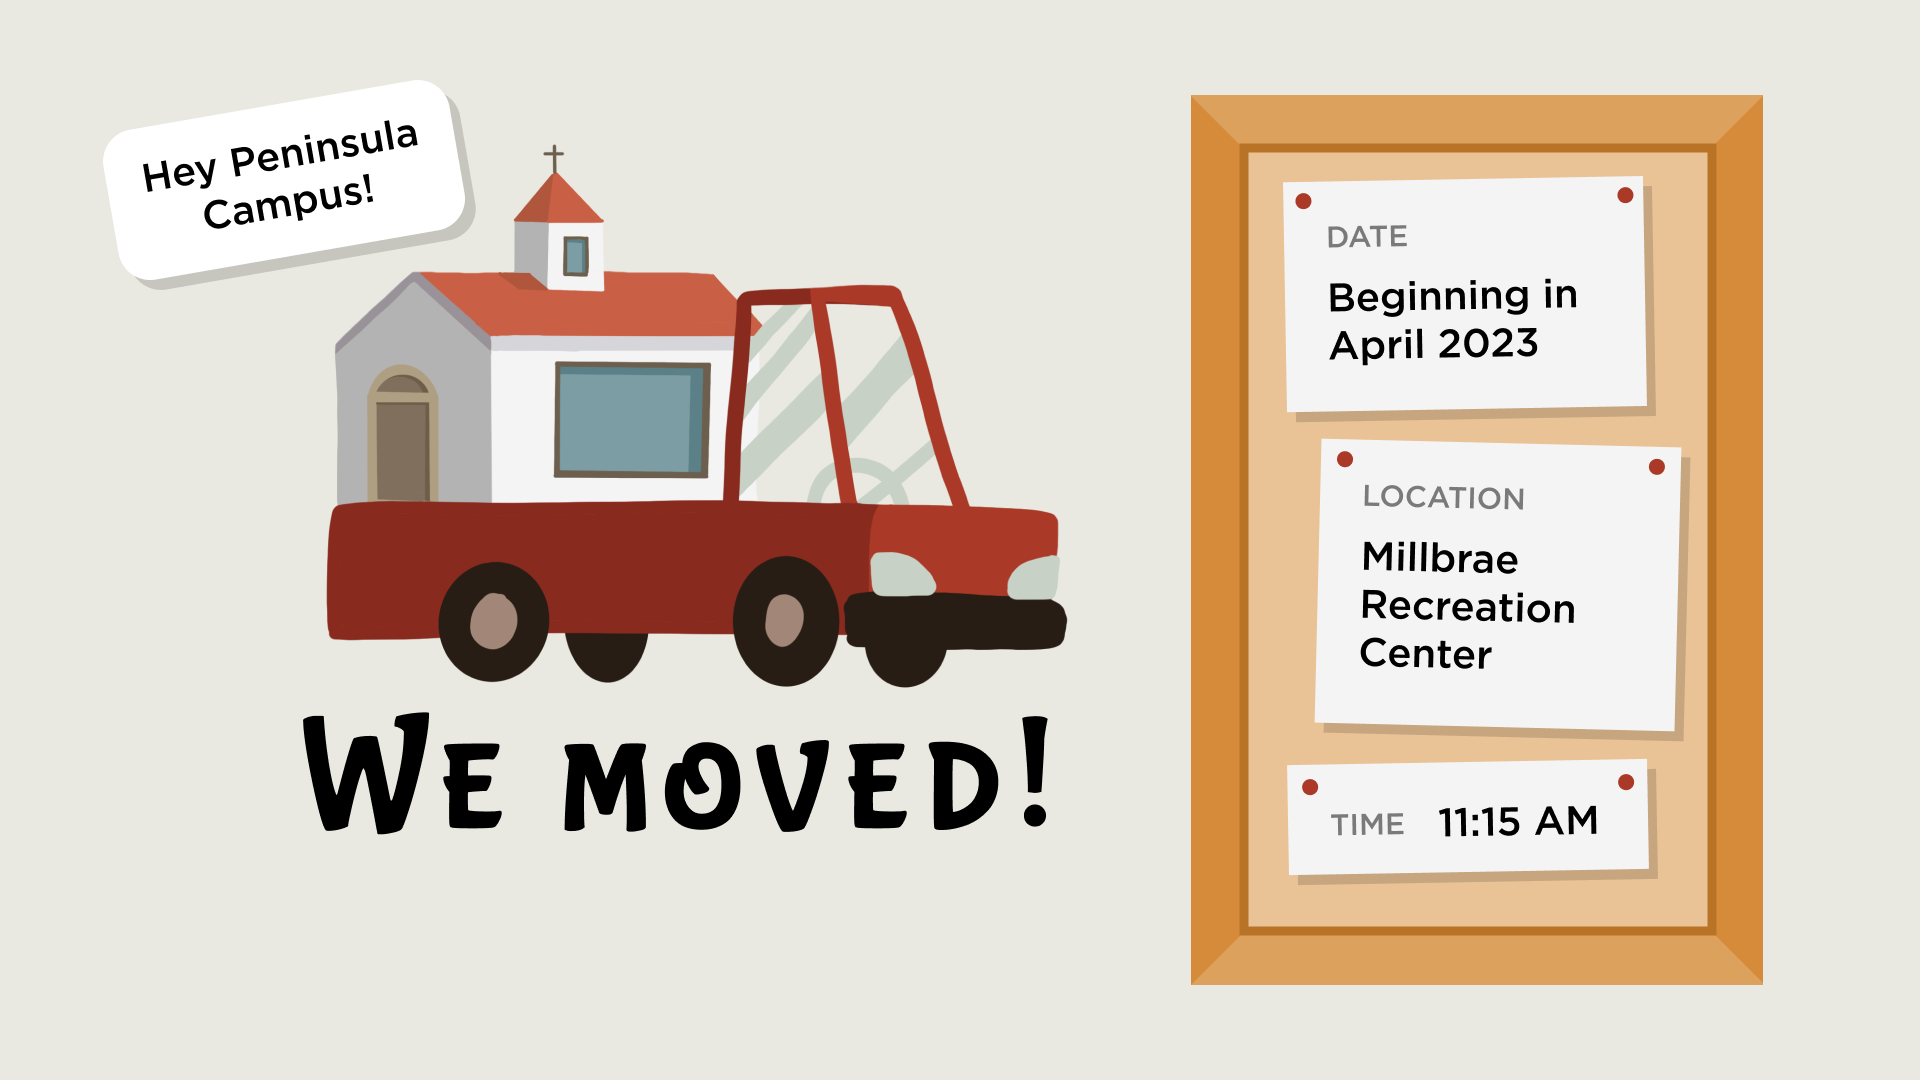 Hey Peninsula
Campus!
WE MOVED!
DATE
Beginning in
April 2023
LOCATION
Millbrae
Recreation
Center
TIME 11:15 AM